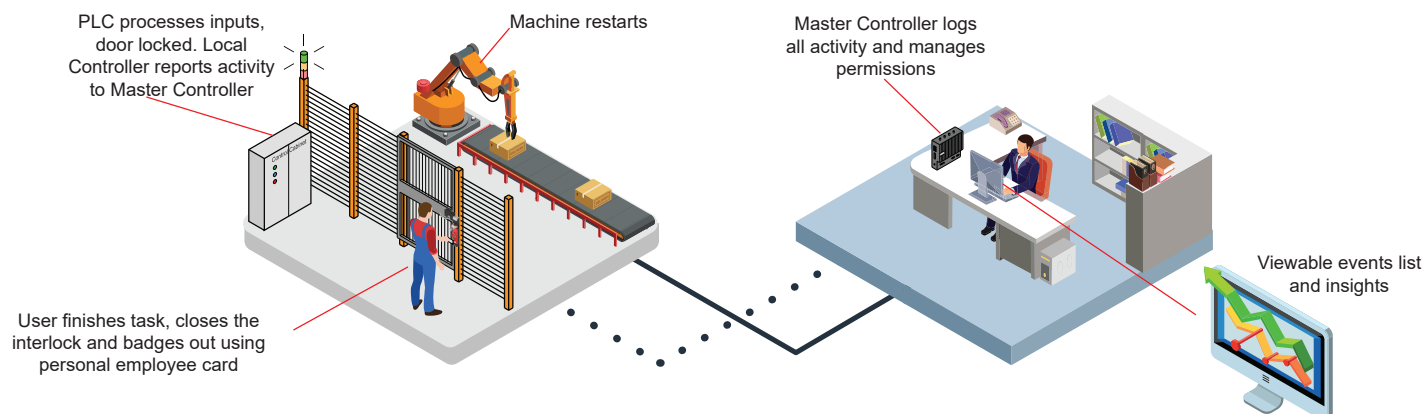 PLC processes inputs,
door locked. Local
Controller reports activity
to Master Controller
Machine restarts
Master Controller logs
all activity and manages
permissions
Control Cabinet
Viewable events list
and insights
User finishes task, closes the
interlock and badges out using
personal employee card